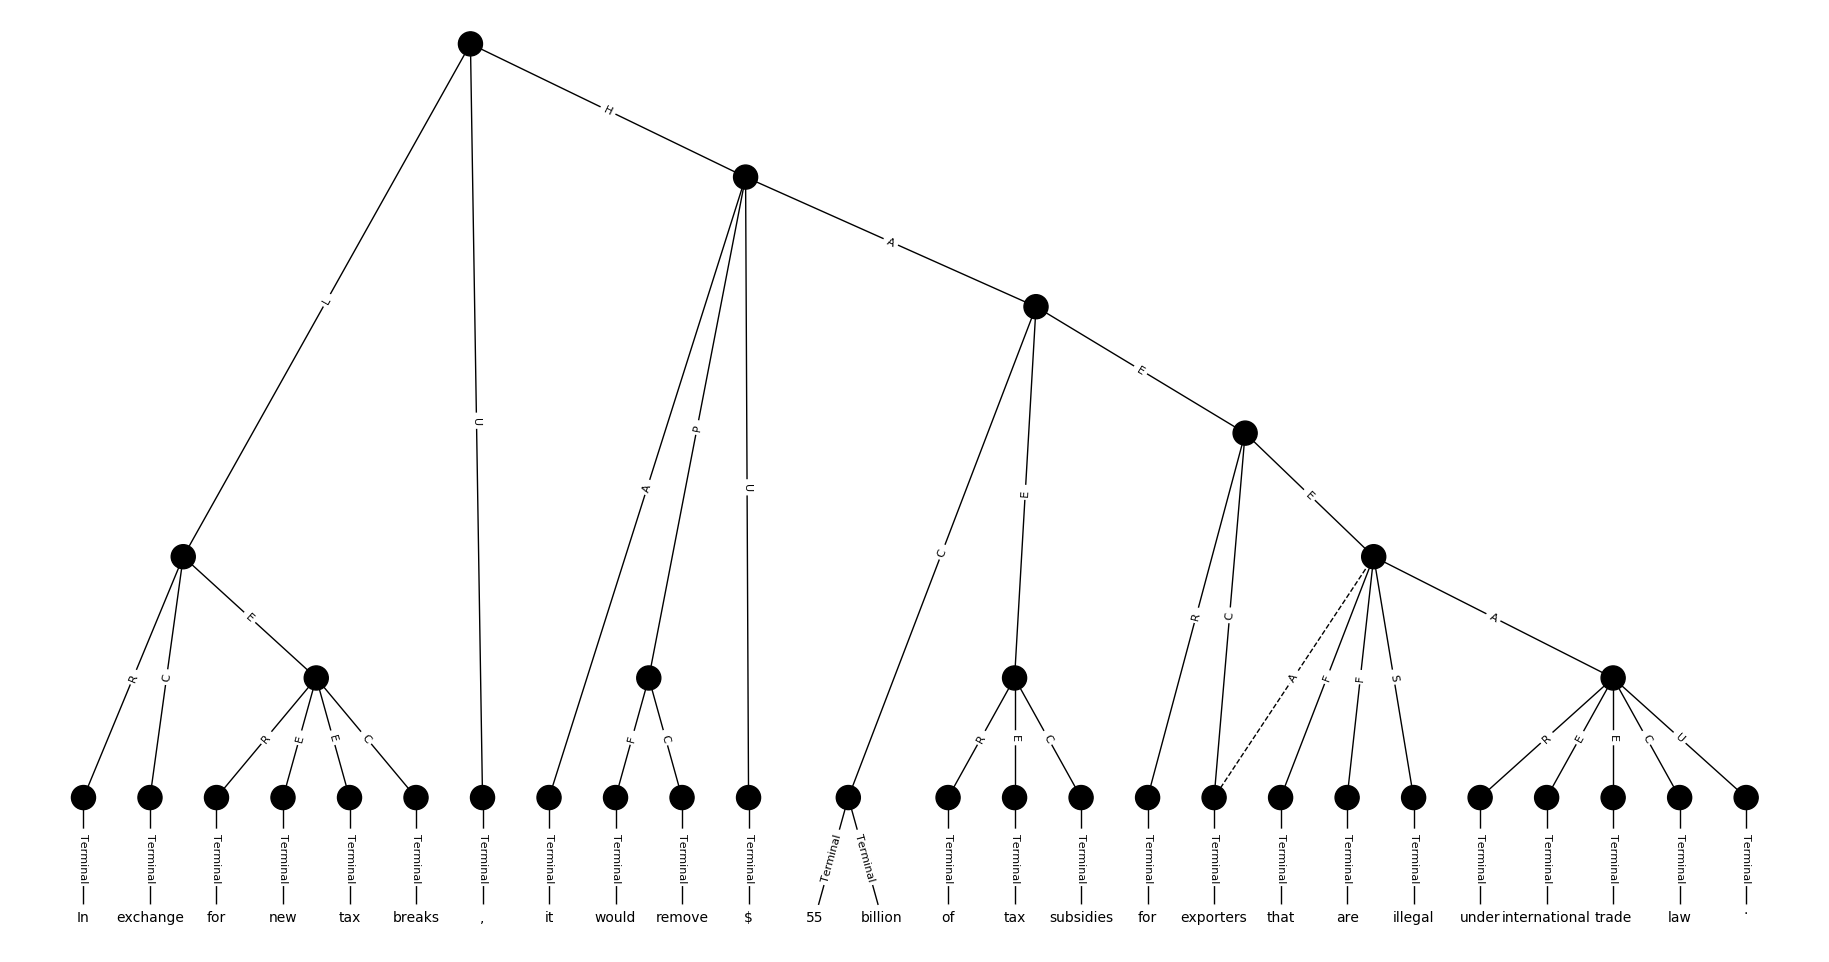 H
A
L
E
U
P
E
A
U
A
E
C
E
R
C
E
A
R
C
A
F
F
S
R
E
E
C
F
C
R
E
C
R
E
E
C
U
Terminal Terminal Terminal Terminal Terminal Terminal Terminal Terminal Terminal Terminal Terminal Terminal Terminal Terminal Terminal Terminal Terminal Terminal Terminal Terminal Terminal Terminal Terminal Terminal Terminal Terminal
In exchange for new tax breaks , it would remove $ 55 billion of tax subsidies for exporters that are illegal under international trade law .